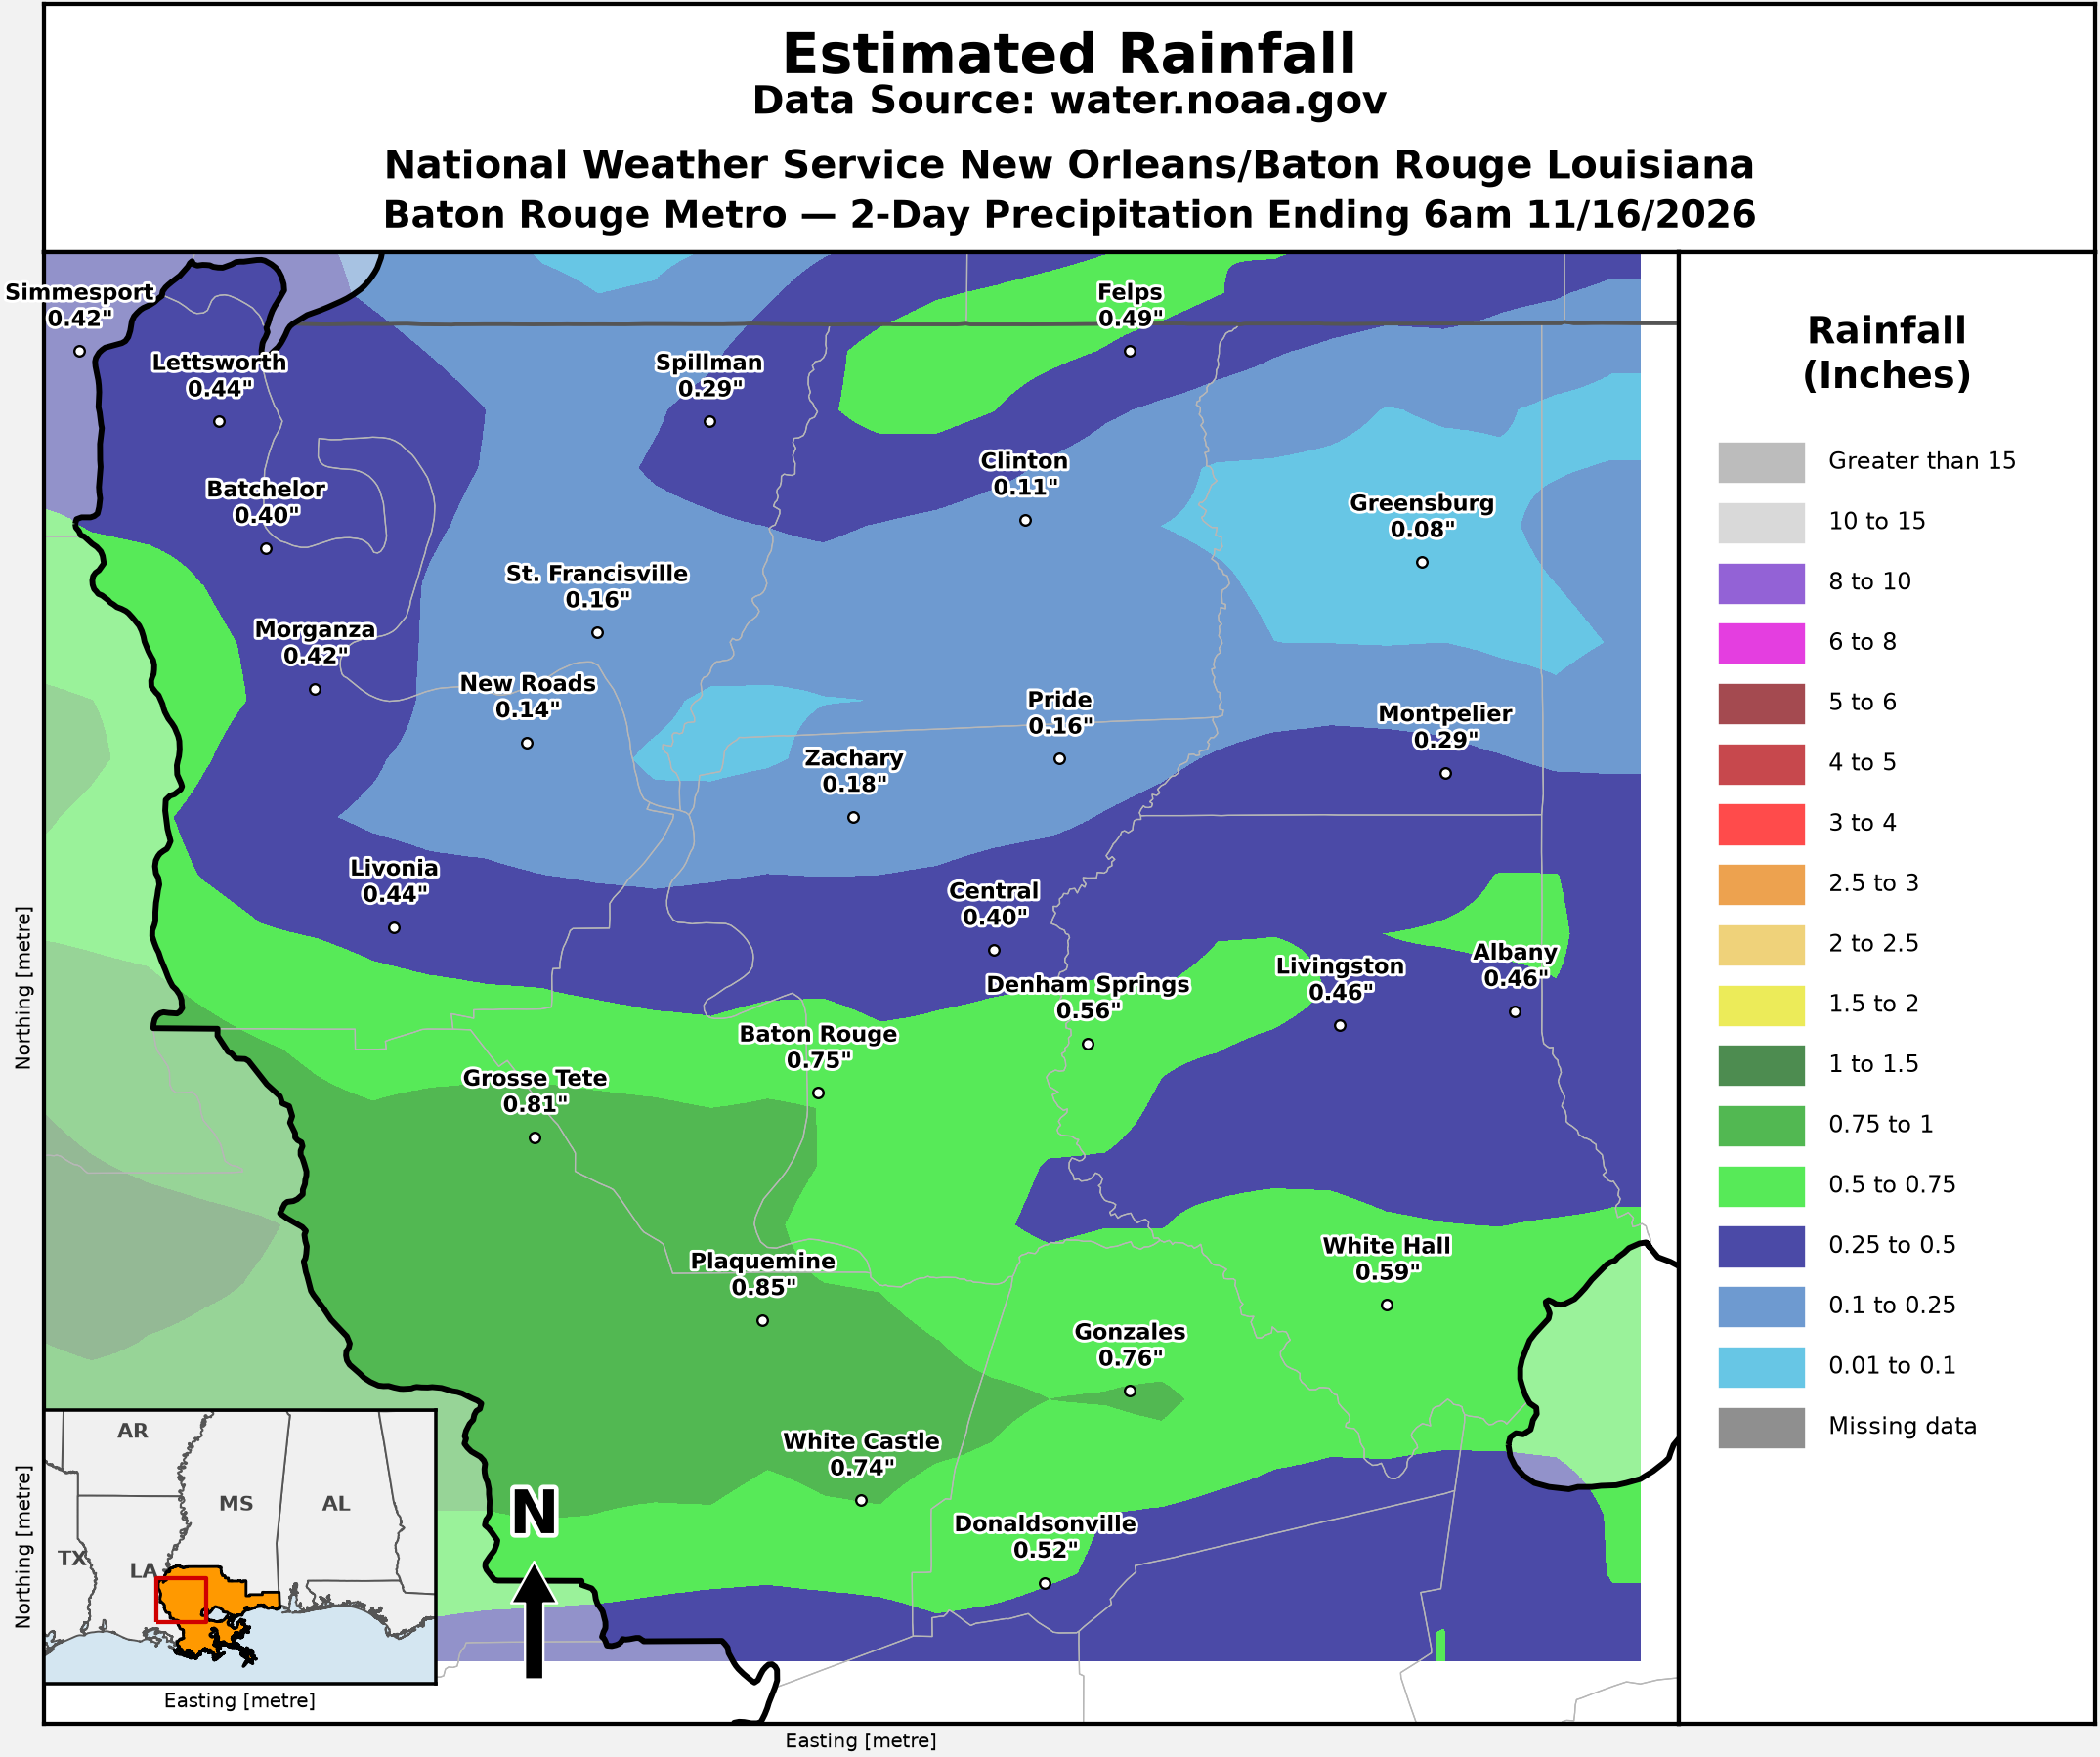 Estimated Rainfall
Data Source: water.noaa.gov
National Weather Service New Orleans/Baton Rouge Louisiana
Baton Rouge Metro — 2-Day Precipitation Ending 6am 11/16/2026
Simmesport
0.42"
Felps
0.49"
Lettsworth
0.44"
Spillman
0.29"
Clinton
0.11"
Batchelor
0.40"
Greensburg
0.08"
St. Francisville
0.16"
Morganza
0.42"
New Roads
0.14"
Pride
0.16"
Montpelier
0.29"
Zachary
0.18"
Livonia
0.44"
Central
0.40"
Albany
0.46"
Livingston
0.46"
Denham Springs
0.56"
Baton Rouge
0.75"
Grosse Tete
0.81"
White Hall
0.59"
Plaquemine
0.85"
Gonzales
0.76"
White Castle
0.74"
Donaldsonville
0.52"
N
AR
MS
AL
TX
LA
Northing [metre]
Northing [metre]
Easting [metre]
Easting [metre]
Rainfall
(Inches)
Greater than 15
10 to 15
8 to 10
6 to 8
5 to 6
4 to 5
3 to 4
2.5 to 3
2 to 2.5
1.5 to 2
1 to 1.5
0.75 to 1
0.5 to 0.75
0.25 to 0.5
0.1 to 0.25
0.01 to 0.1
Missing data